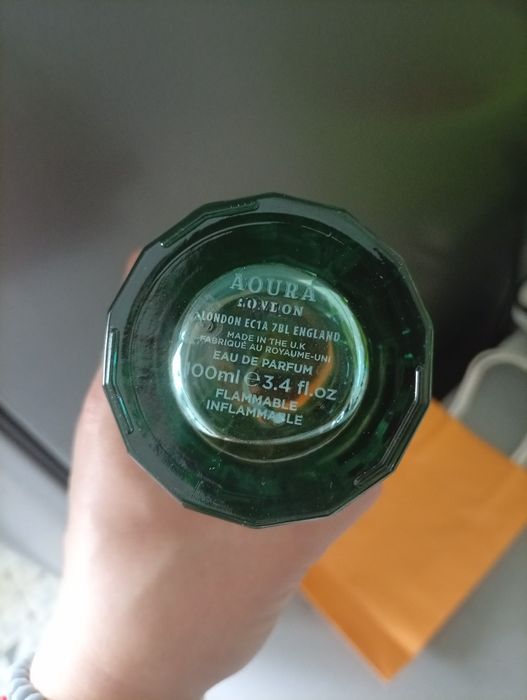 AOURA
LONDON
LONDON EC1A 7BL ENGLAND
MADE IN THE U.K
FABRIQUÉ AU ROYAUME-UNI
EAU DE PARFUM
100ml ℮ 3.4 fl.oz
FLAMMABLE
INFLAMMABLE